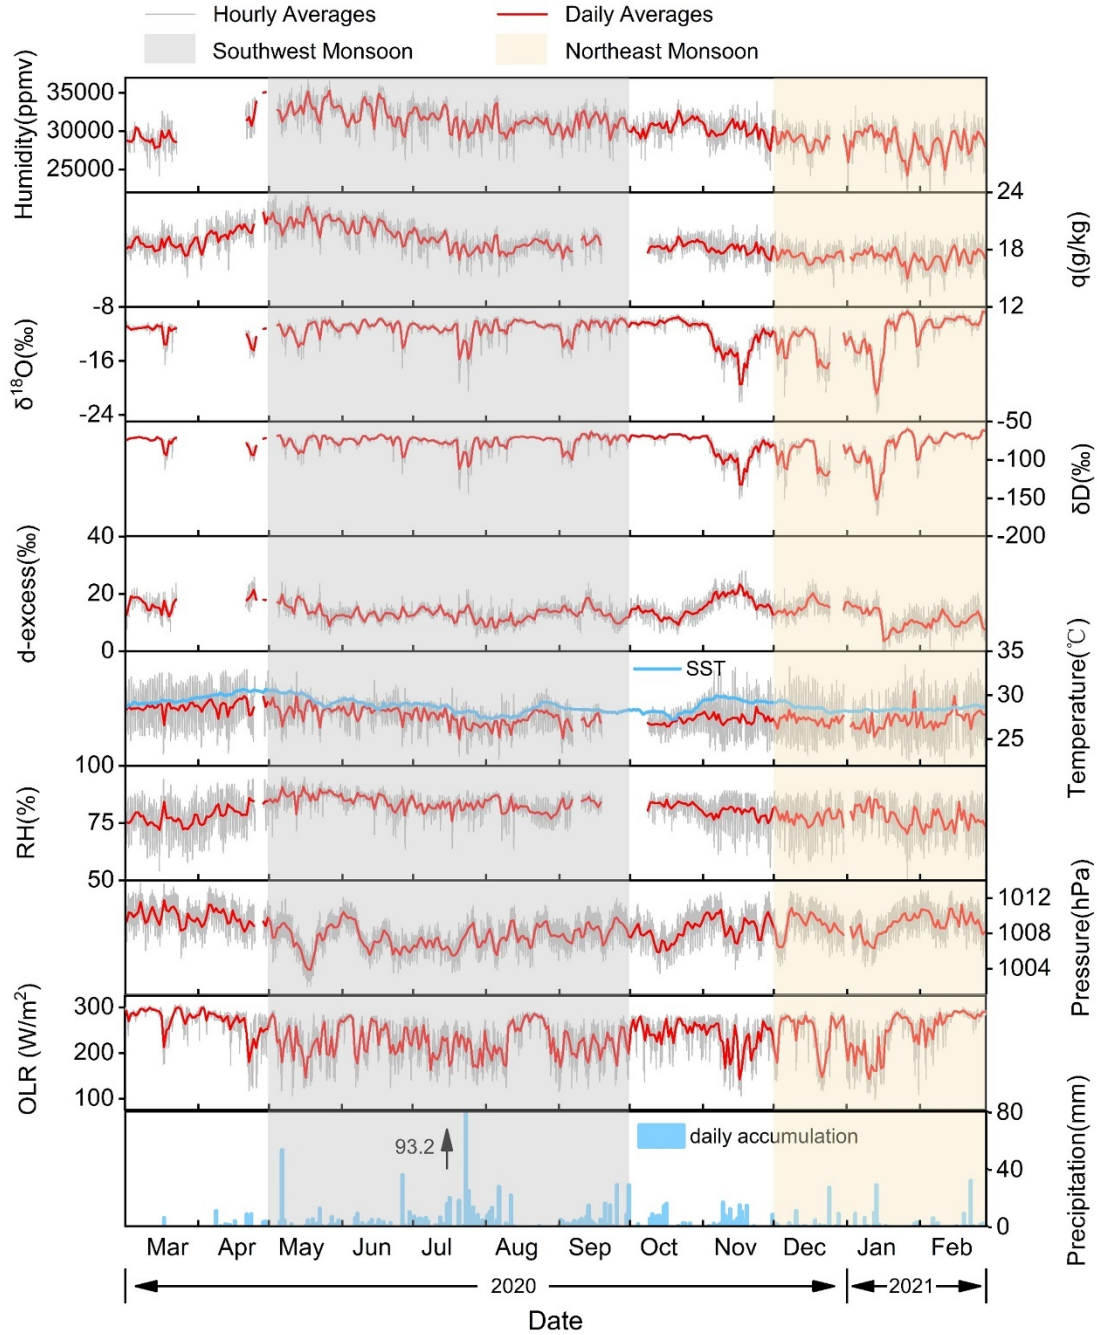 Hourly Averages
Daily Averages
Southwest Monsoon
Northeast Monsoon
Humidity(ppmv)
35000
30000
25000
q(g/kg)
24
18
12
δ¹⁸O(‰)
-8
-16
-24
δD(‰)
-50
-100
-150
-200
d-excess(‰)
40
20
0
SST
Temperature(℃)
35
30
25
RH(%)
100
75
50
Pressure(hPa)
1012
1008
1004
OLR (W/m²)
300
200
100
93.2
daily accumulation
Precipitation(mm)
80
40
0
Mar Apr May Jun Jul Aug Sep Oct Nov Dec Jan Feb
2020 2021
Date